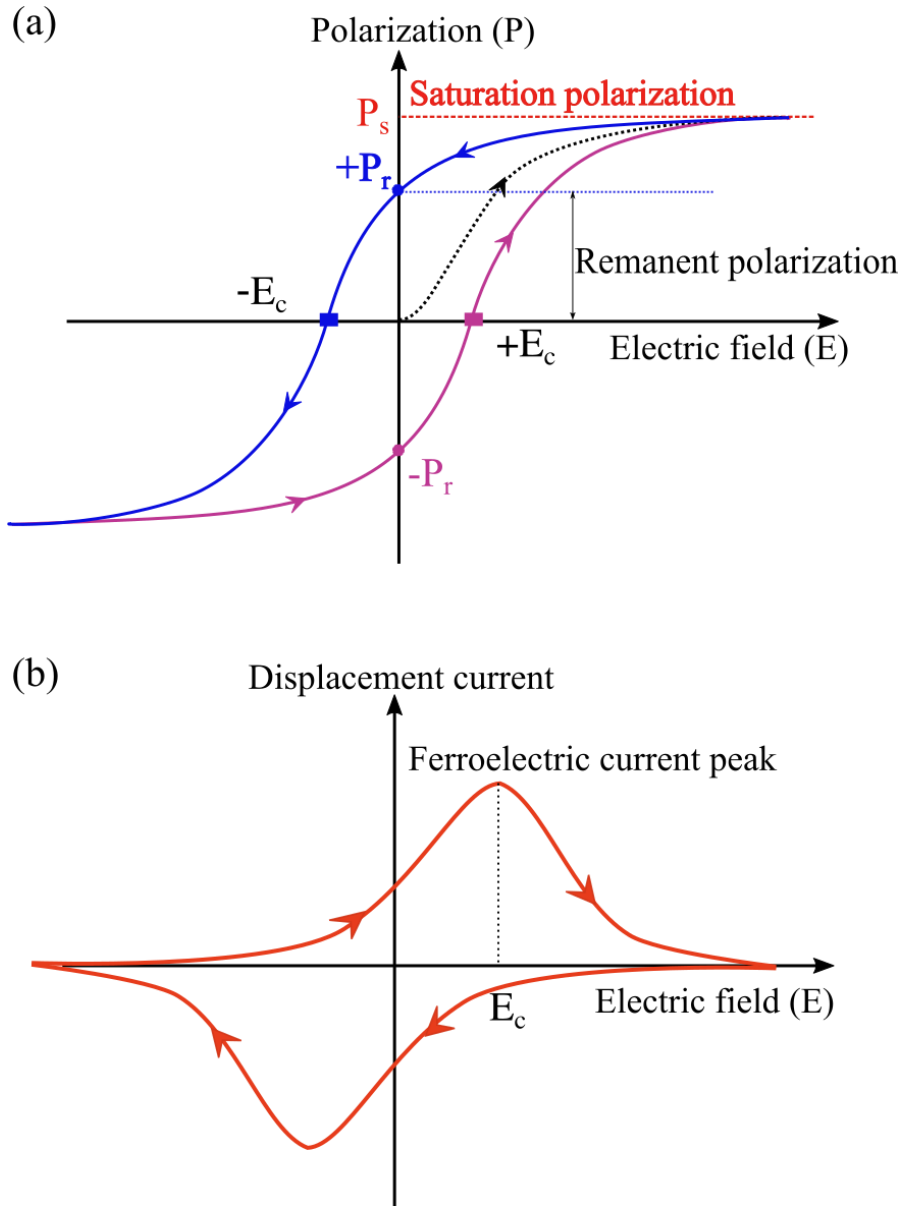 (a)
Polarization (P)
Saturation polarization
Ps
+Pr
Remanent polarization
-Ec
+Ec
Electric field (E)
-Pr
(b)
Displacement current
Ferroelectric current peak
Ec
Electric field (E)